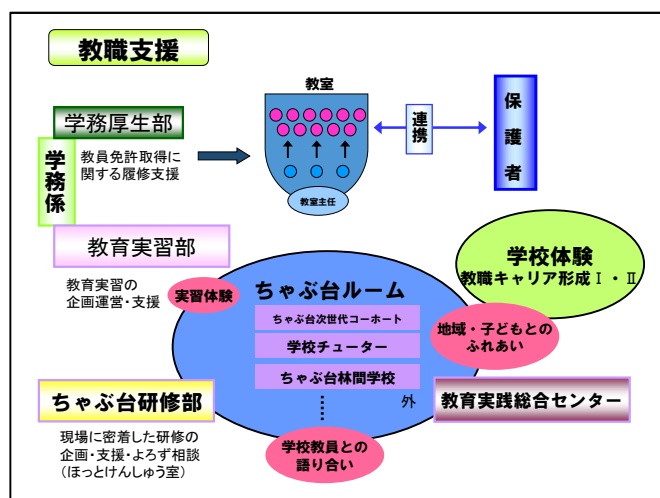 教職支援
教室
学務厚生部
連携
保護者
学務係
教員免許取得に
関する履修支援
教室主任
教育実習部
教育実習の
企画運営・支援
実習体験
ちゃぶ台ルーム
学校体験
教職キャリア形成Ⅰ・Ⅱ
ちゃぶ台次世代コーホート
学校チューター
ちゃぶ台林間学校
外
地域・子どもとの
ふれあい
ちゃぶ台研修部
教育実践総合センター
現場に密着した研修の
企画・支援・よろず相談
（ほっとけんしゅう室）
学校教員との
語り合い